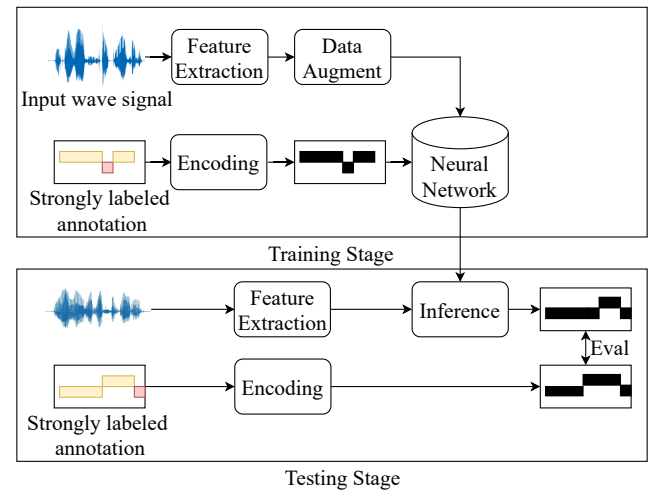 Feature
Extraction
Data
Augment
Input wave signal
Encoding
Neural
Network
Strongly labeled
annotation
Training Stage
Feature
Extraction
Inference
Eval
Encoding
Strongly labeled
annotation
Testing Stage